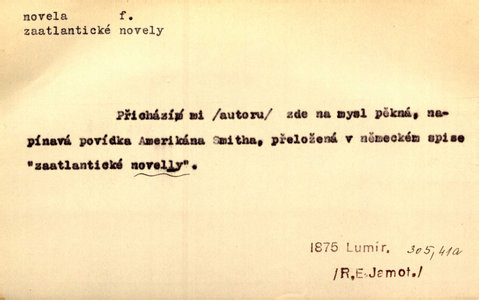 novela f.
zaatlantické novely
Přichází mi /autoru/ zde na mysl pěkná, na-
pínavá povídka Amerikána Smitha, přeložená v německém spise
"zaatlantické novelly".
1875 Lumír. 305,41a
/R.E.Jamot./